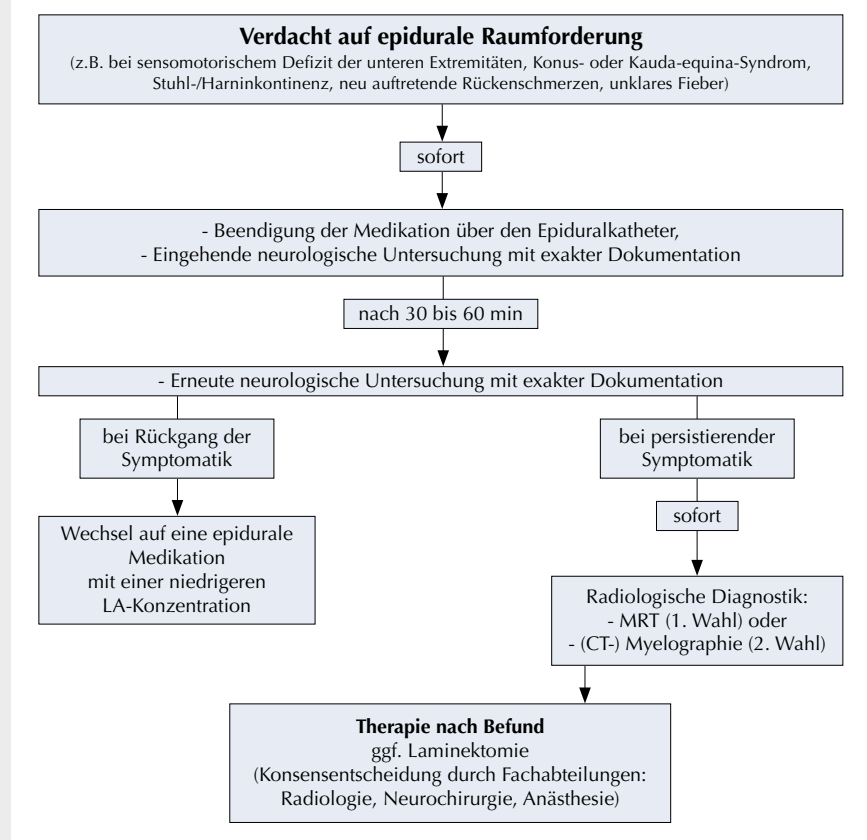 Verdacht auf epidurale Raumforderung
(z.B. bei sensomotorischem Defizit der unteren Extremitäten, Konus- oder Kauda-equina-Syndrom,
Stuhl-/Harninkontinenz, neu auftretende Rückenschmerzen, unklares Fieber)
sofort
- Beendigung der Medikation über den Epiduralkatheter,
- Eingehende neurologische Untersuchung mit exakter Dokumentation
nach 30 bis 60 min
- Erneute neurologische Untersuchung mit exakter Dokumentation
bei Rückgang der
Symptomatik
Wechsel auf eine epidurale
Medikation
mit einer niedrigeren
LA-Konzentration
bei persistierender
Symptomatik
sofort
Radiologische Diagnostik:
- MRT (1. Wahl) oder
- (CT-) Myelographie (2. Wahl)
Therapie nach Befund
ggf. Laminektomie
(Konsensentscheidung durch Fachabteilungen:
Radiologie, Neurochirurgie, Anästhesie)